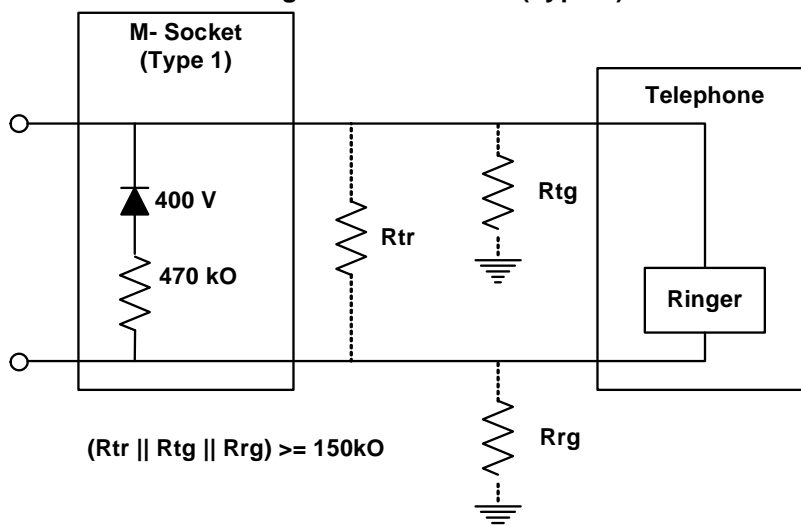 M- Socket
(Type 1)
Telephone
400 V
Rtg
Rtr
470 kO
Ringer
(Rtr || Rtg || Rrg) >= 150kO
Rrg